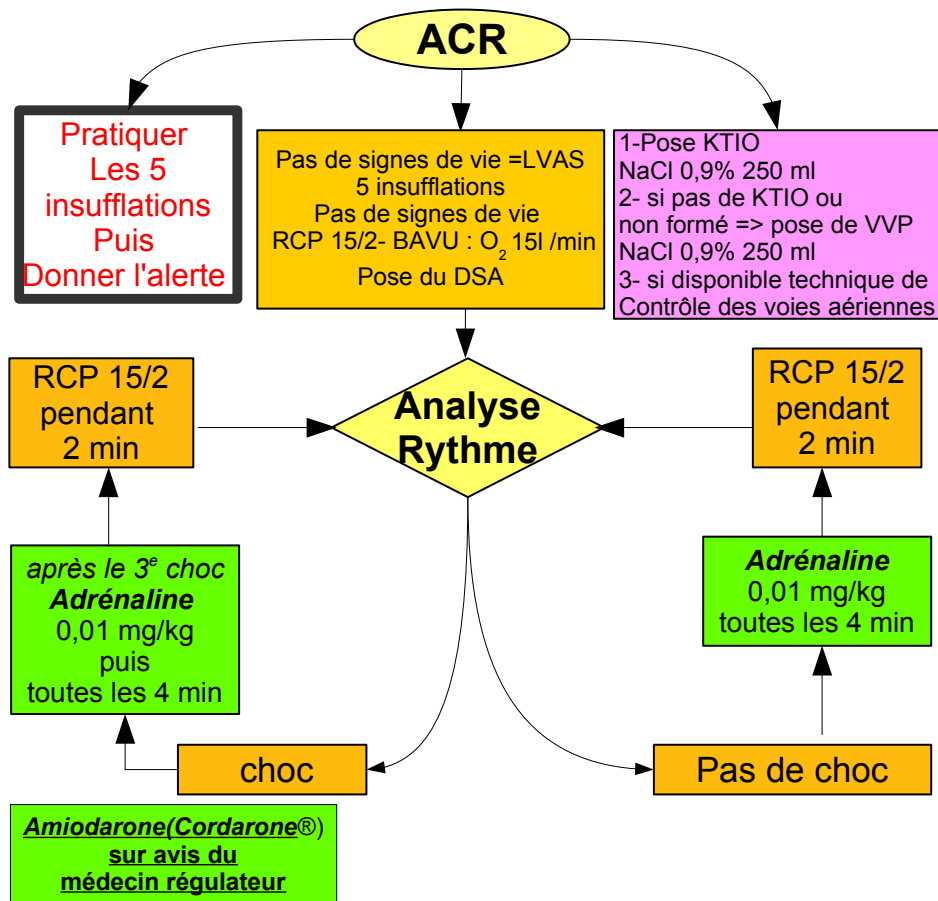 ACR
Pratiquer
Les 5
insufflations
Puis
Donner l'alerte
Pas de signes de vie =LVAS
5 insufflations
Pas de signes de vie
RCP 15/2- BAVU : O₂ 15l /min
Pose du DSA
1-Pose KTIO
NaCl 0,9% 250 ml
2- si pas de KTIO ou
non formé => pose de VVP
NaCl 0,9% 250 ml
3- si disponible technique de
Contrôle des voies aériennes
RCP 15/2
pendant
2 min
Analyse
Rythme
RCP 15/2
pendant
2 min
après le 3e choc
Adrénaline
0,01 mg/kg
puis
toutes les 4 min
Adrénaline
0,01 mg/kg
toutes les 4 min
choc
Pas de choc
Amiodarone(Cordarone®)
sur avis du
médecin régulateur